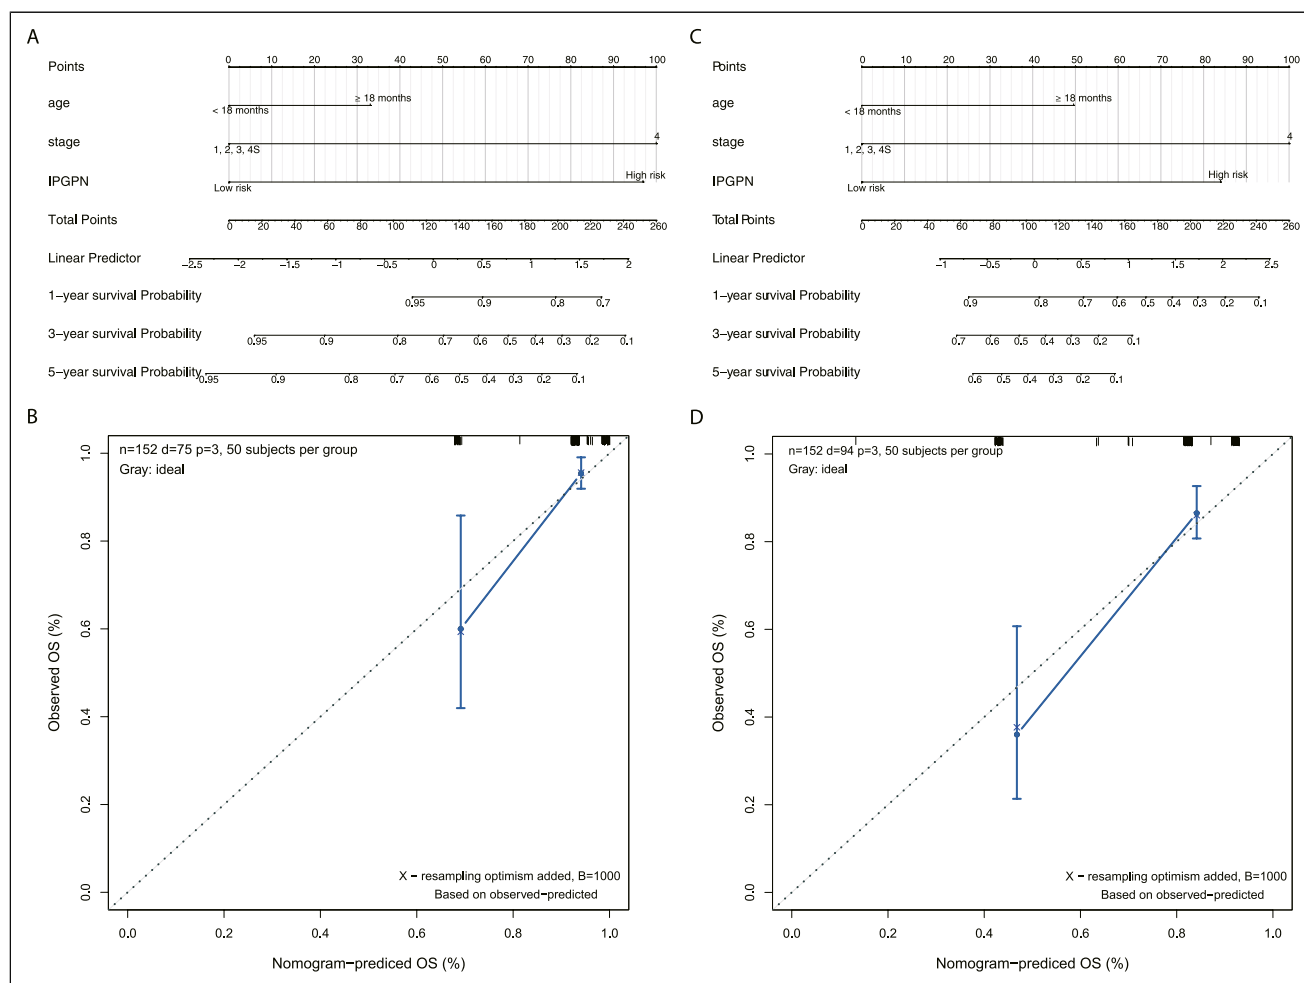 A
Points
0 10 20 30 40 50 60 70 80 90 100
age
< 18 months
≥ 18 months
stage
1, 2, 3, 4S
4
IPGPN
Low risk
High risk
Total Points
0 20 40 60 80 100 120 140 160 180 200 220 240 260
Linear Predictor
−2.5 −2 −1.5 −1 −0.5 0 0.5 1 1.5 2
1−year survival Probability
0.95 0.9 0.8 0.7
3−year survival Probability
0.95 0.9 0.8 0.7 0.6 0.5 0.4 0.3 0.2 0.1
5−year survival Probability
0.95 0.9 0.8 0.7 0.6 0.5 0.4 0.3 0.2 0.1
C
Points
0 10 20 30 40 50 60 70 80 90 100
age
< 18 months
≥ 18 months
stage
1, 2, 3, 4S
4
IPGPN
Low risk
High risk
Total Points
0 20 40 60 80 100 120 140 160 180 200 220 240 260
Linear Predictor
−1 −0.5 0 0.5 1 1.5 2 2.5
1−year survival Probability
0.9 0.8 0.7 0.6 0.5 0.4 0.3 0.2 0.1
3−year survival Probability
0.7 0.6 0.5 0.4 0.3 0.2 0.1
5−year survival Probability
0.6 0.5 0.4 0.3 0.2 0.1
B
n=152 d=75 p=3, 50 subjects per group
Gray: ideal
Observed OS (%)
1.0
0.8
0.6
0.4
0.2
0.0
X − resampling optimism added, B=1000
Based on observed−predicted
0.0 0.2 0.4 0.6 0.8 1.0
Nomogram−prediced OS (%)
D
n=152 d=94 p=3, 50 subjects per group
Gray: ideal
Observed OS (%)
1.0
0.8
0.6
0.4
0.2
0.0
X − resampling optimism added, B=1000
Based on observed−predicted
0.0 0.2 0.4 0.6 0.8 1.0
Nomogram−prediced OS (%)